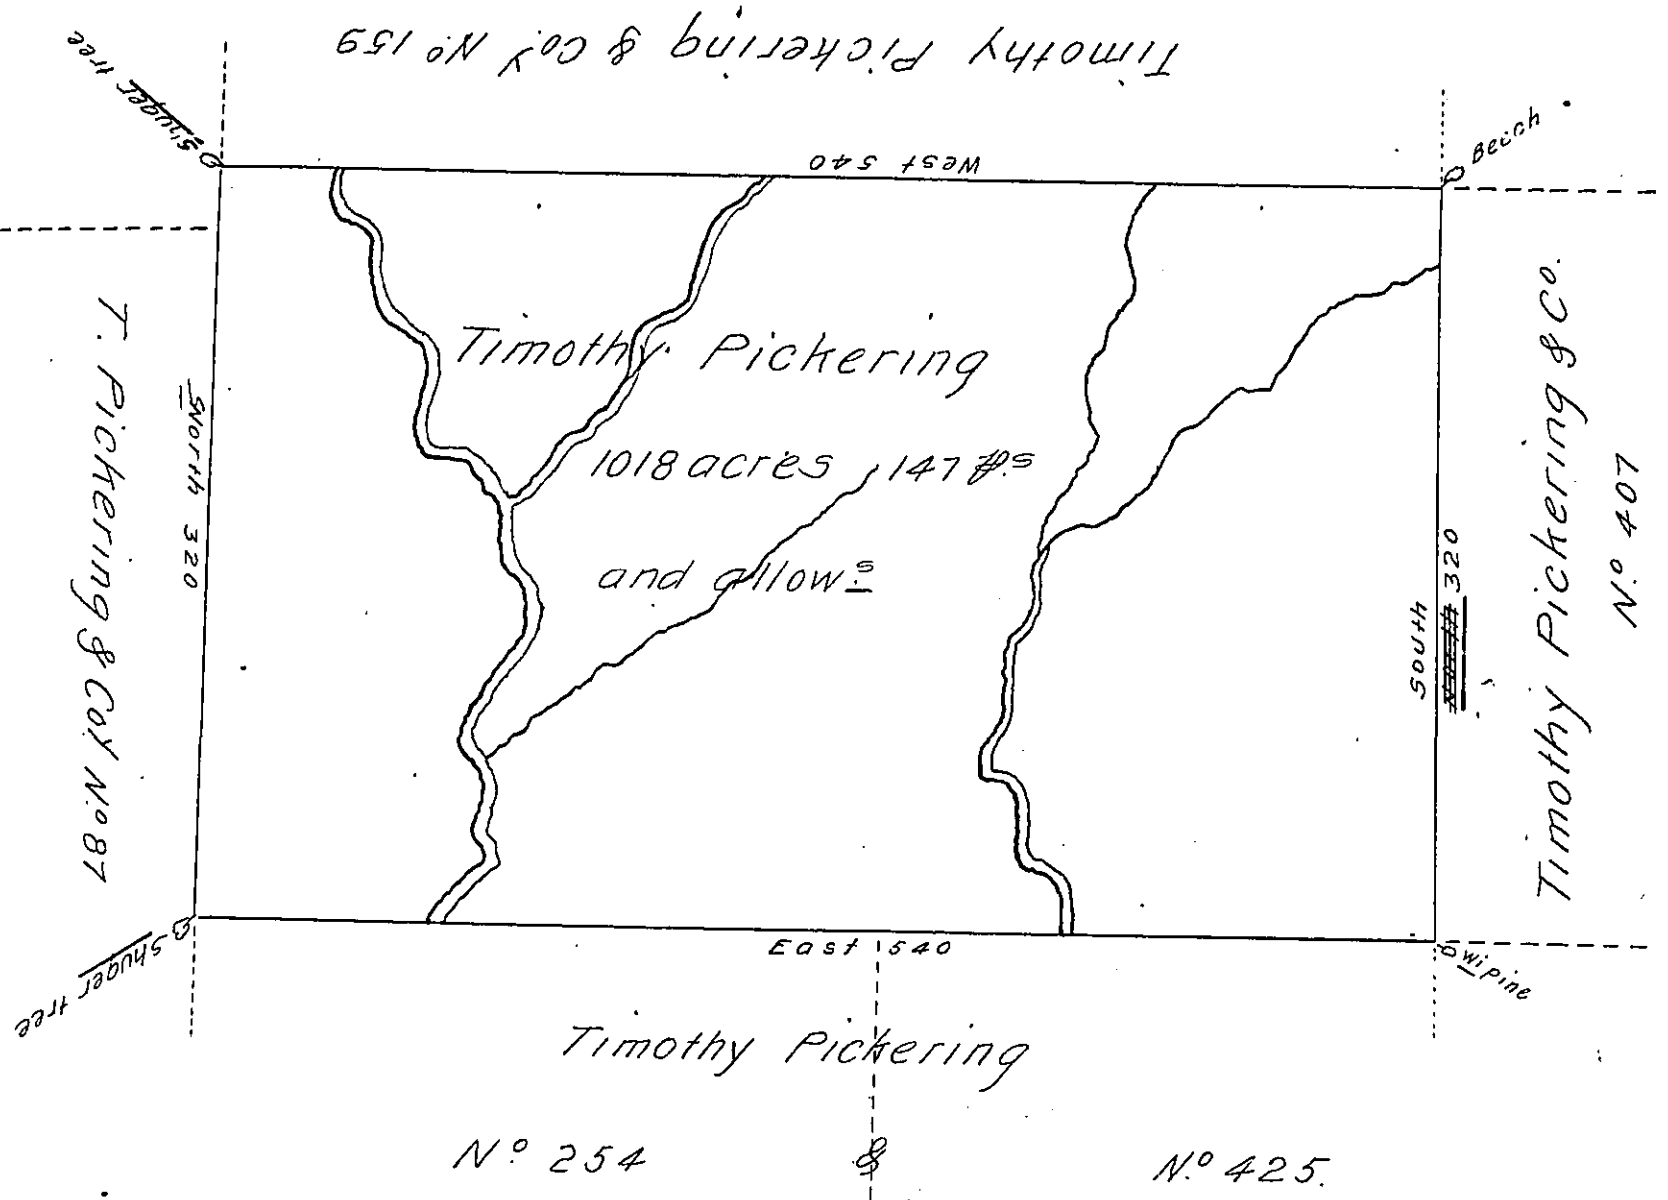 Timothy Pickering & Coy. No. 159
Shuger tree
Beech
West 540
T. Pickering & Coy. No. 87
North 320
Timothy Pickering
1018 acres 147 ps
and allows
South 320
Timothy Pickering & Co.
No. 407
East 540
Shuger tree
Wipine
Timothy Pickering
No. 254 & No. 425.